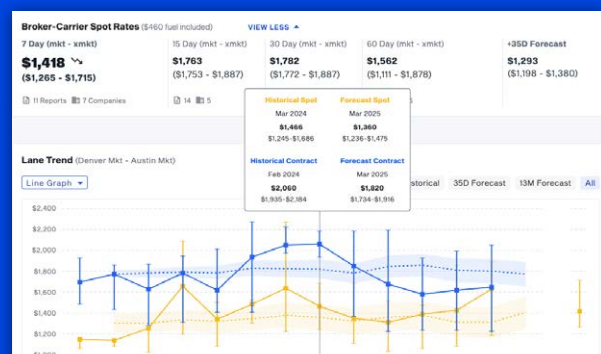 Broker-Carrier Spot Rates ($460 fuel included) VIEW LESS
7 Day (mkt - xmkt) 15 Day (mkt - xmkt) 30 Day (mkt - xmkt) 60 Day (mkt - xmkt) +35D Forecast
$1,418 $1,763 $1,782 $1,562 $1,293
($1,265 - $1,715) ($1,753 - $1,887) ($1,772 - $1,887) ($1,111 - $1,878) ($1,198 - $1,380)
11 Reports 7 Companies 14 5
Historical Spot Forecast Spot
Mar 2024 Mar 2025
$1,466 $1,360
$1,245-$1,686 $1,236-$1,475
Historical Contract Forecast Contract
Feb 2024 Mar 2025
$2,060 $1,820
$1,935-$2,184 $1,734-$1,916
Lane Trend (Denver Mkt - Austin Mkt)
Line Graph storical 35D Forecast 13M Forecast All
$2,400
$2,200
$2,000
$1,800
$1,600
$1,400
$1,200